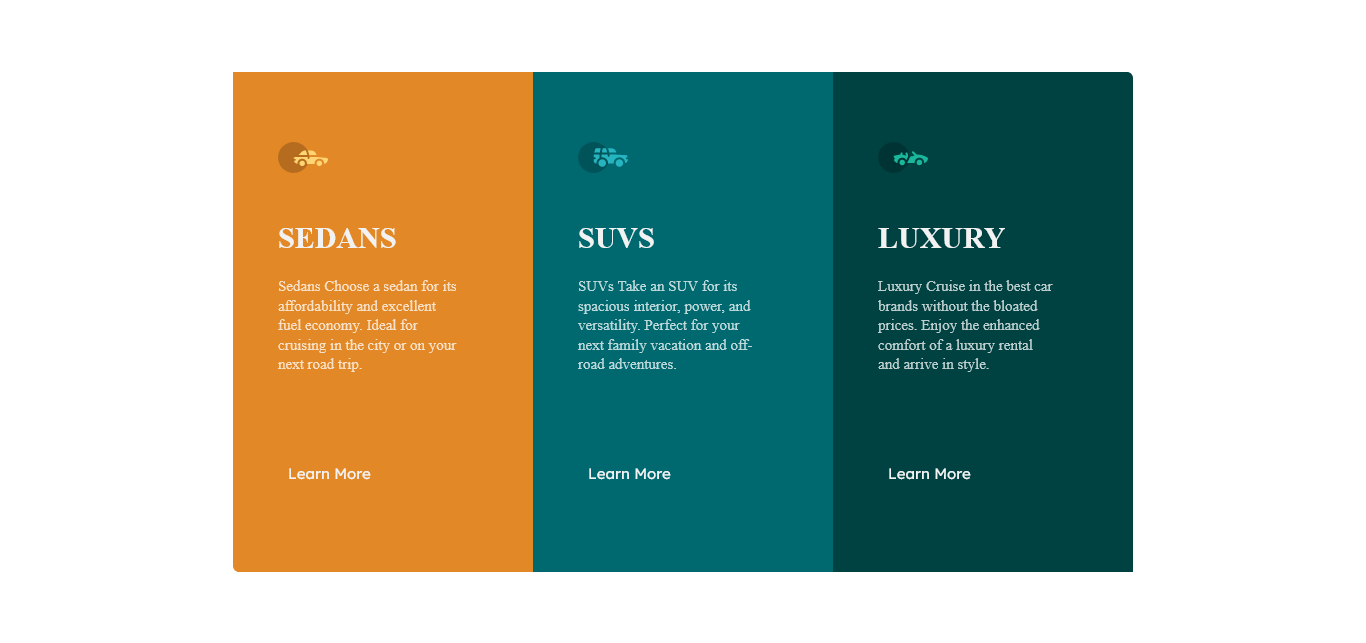 SEDANS
Sedans Choose a sedan for its
affordability and excellent
fuel economy. Ideal for
cruising in the city or on your
next road trip.
Learn More
SUVS
SUVs Take an SUV for its
spacious interior, power, and
versatility. Perfect for your
next family vacation and off-
road adventures.
Learn More
LUXURY
Luxury Cruise in the best car
brands without the bloated
prices. Enjoy the enhanced
comfort of a luxury rental
and arrive in style.
Learn More